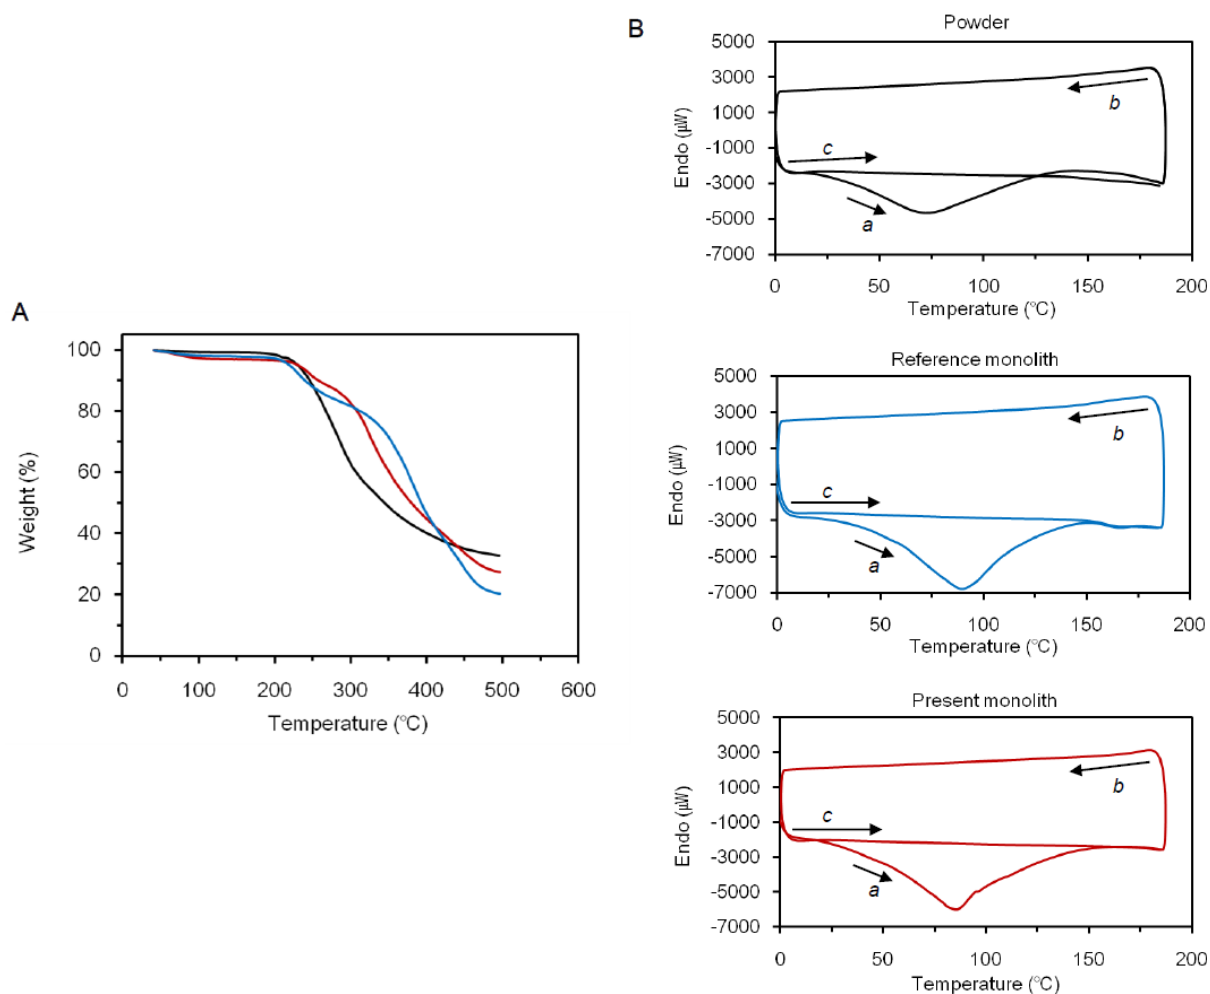 A
100
80
60
40
20
0
Weight (%)
0 100 200 300 400 500 600
Temperature (℃)
B
Powder
5000
3000
1000
-1000
-3000
-5000
-7000
Endo (㎼)
b
c
a
0 50 100 150 200
Temperature (℃)
Reference monolith
5000
3000
1000
-1000
-3000
-5000
-7000
Endo (㎼)
b
c
a
0 50 100 150 200
Temperature (℃)
Present monolith
5000
3000
1000
-1000
-3000
-5000
-7000
Endo (㎼)
b
c
a
0 50 100 150 200
Temperature (℃)